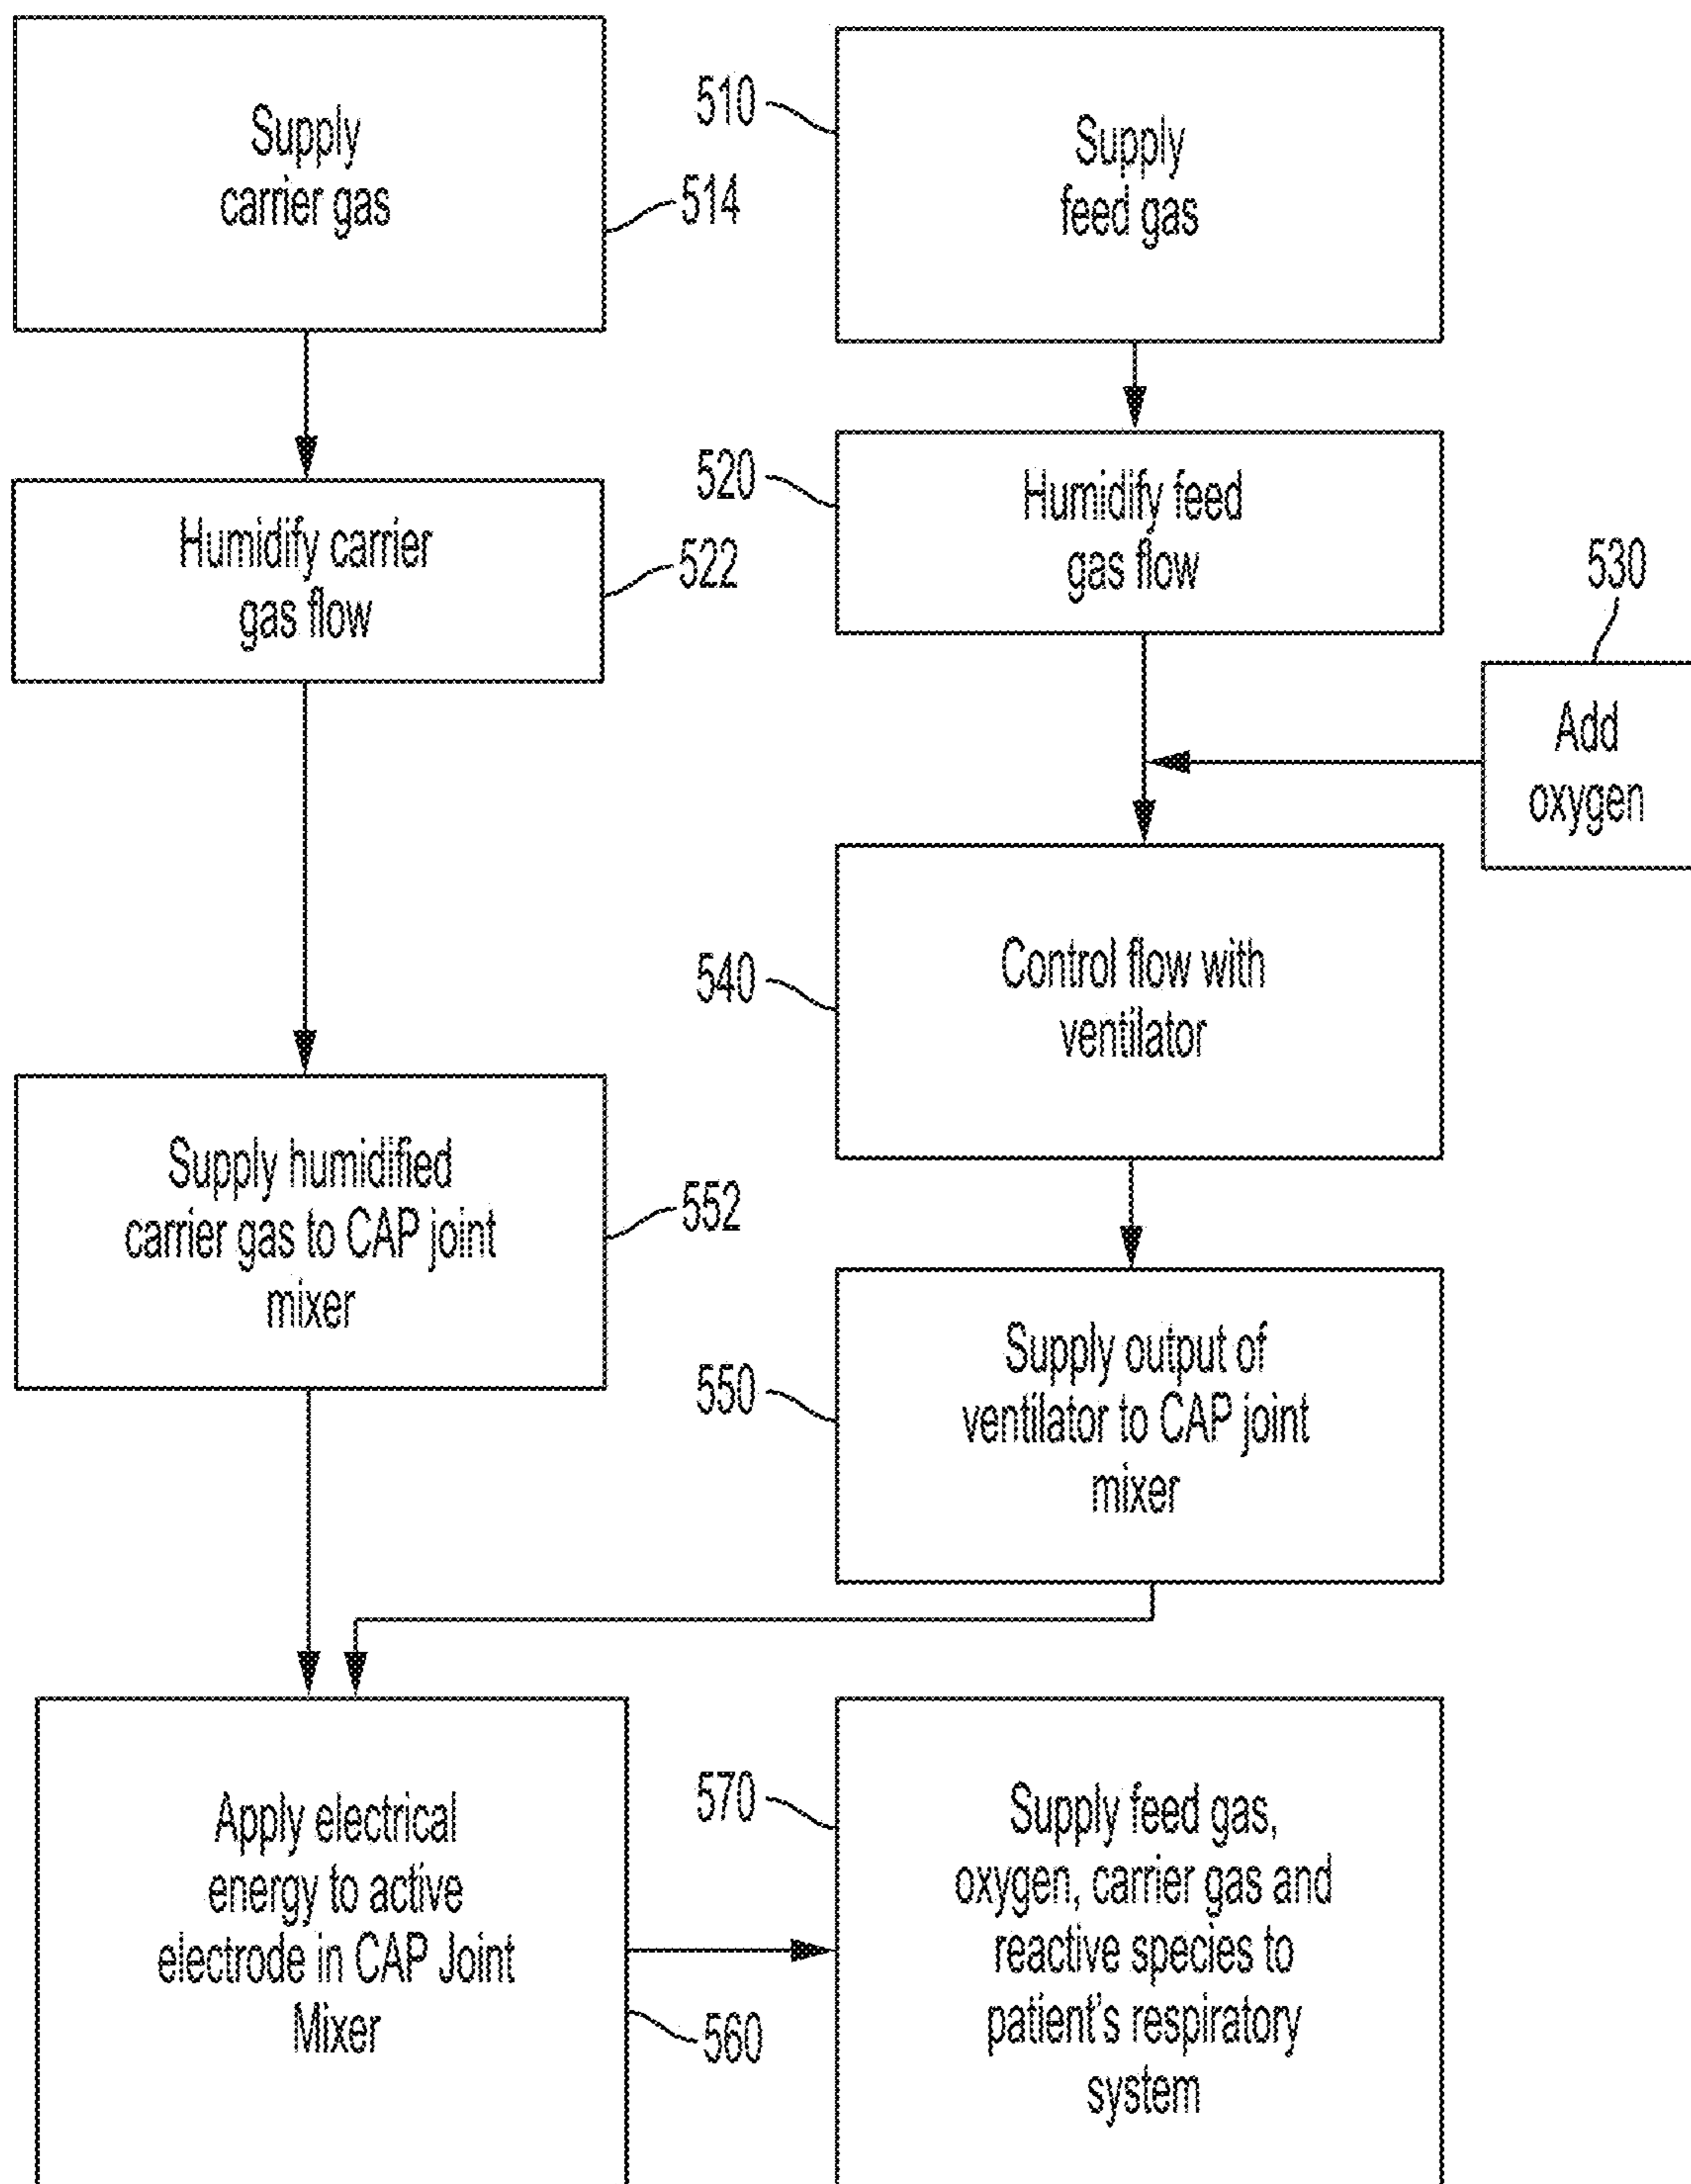 Supply
carrier gas
514
510
Supply
feed gas
Humidify carrier
gas flow
522
520
Humidify feed
gas flow
530
Add
oxygen
540
Control flow with
ventilator
Supply humidified
carrier gas to CAP joint
mixer
552
550
Supply output of
ventilator to CAP joint
mixer
Apply electrical
energy to active
electrode in CAP Joint
Mixer
560
570
Supply feed gas,
oxygen, carrier gas and
reactive species to
patient's respiratory
system